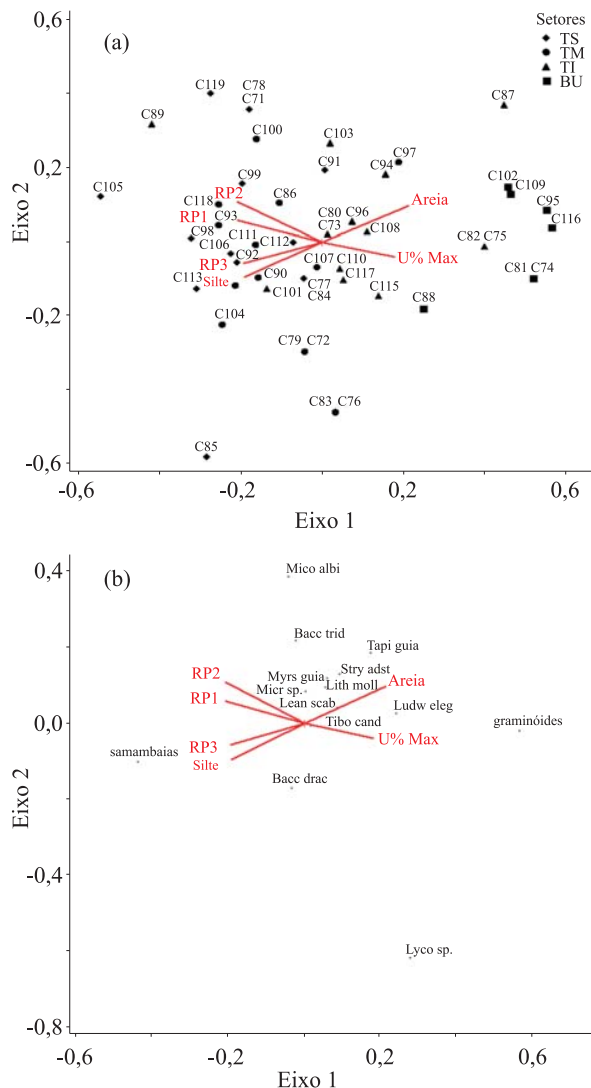 0,6
(a)
Setores
TS
TM
TI
BU
C119
C78
C71
C87
C89
C100
C103
C97
C91
C94
0,2
C99
C102
C109
RP2
C86
C105
C95
C118
Areia
RP1
C93
C80
C96
C116
C73
C108
C98
C111
C82 C75
C106
C112
U% Max
C92
C107
C110
RP3
C90
C117
C81 C74
C113
Silte
C77
C101
C84
C115
C88
-0,2
C104
C79 C72
C83 C76
C85
-0,6
-0,6
-0,2
0,2
0,6
Eixo 1
Eixo 2
0,4
(b)
Mico albi
Bacc trid
Tapi guia
Stry adst
RP2
Myrs guia
Lith moll
Areia
Micr sp.
RP1
Lean scab
Ludw eleg
0,0
Tibo cand
graminóides
RP3
U% Max
samambaias
Silte
Bacc drac
-0,4
Lyco sp.
-0,8
-0,6
-0,2
0,2
0,6
Eixo 1
Eixo 2